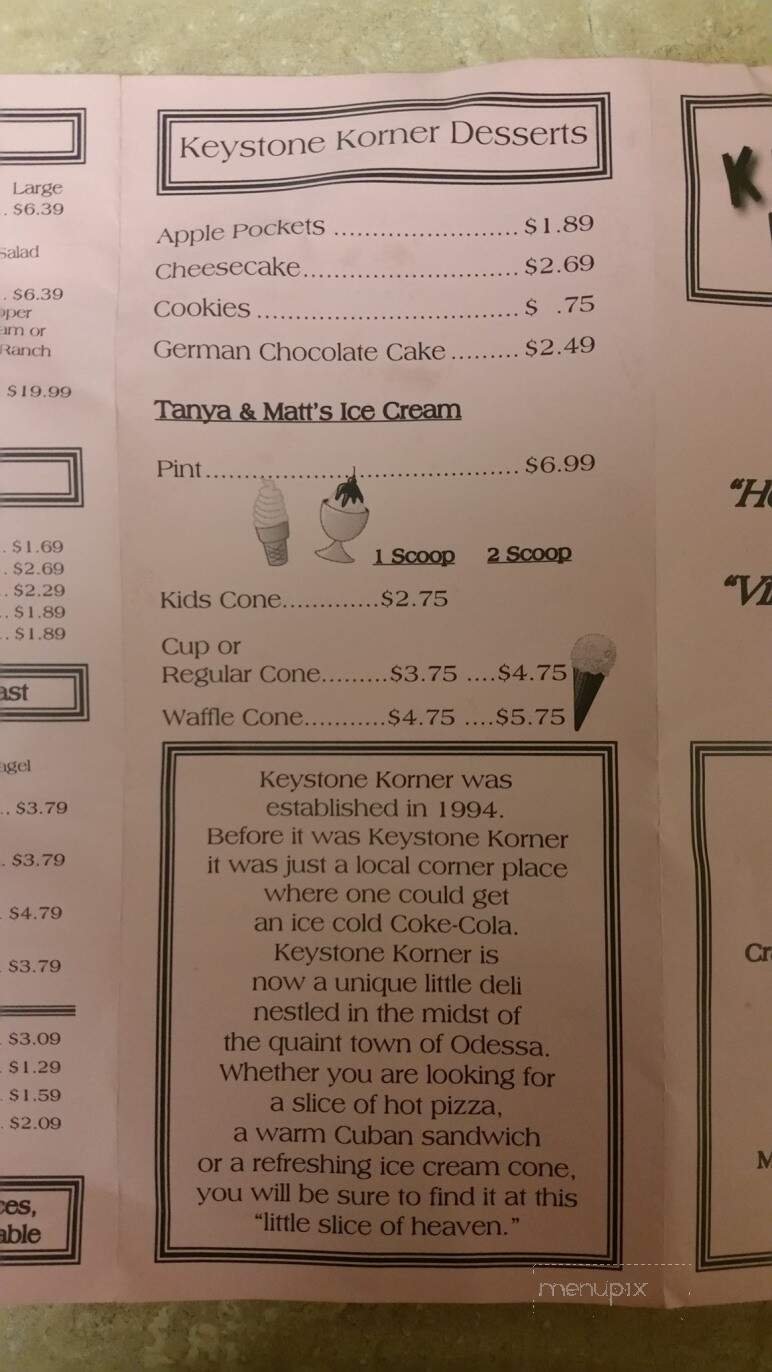 Large
. $6.39
Salad
. $6.39
am or
Ranch
$19.99
. $1.69
. $2.69
.. $2.29
.. $1.89
.. $1.89
.. $3.79
. $3.79
. $4.79
. $3.79
. $3.09
. $1.29
. $1.59
. $2.09
Keystone Korner Desserts
Apple Pockets ........................ $1.89
Cheesecake............................ $2.69
Cookies .................................. $ .75
German Chocolate Cake ......... $2.49
Tanya & Matt's Ice Cream
Pint......................................... $6.99
1 Scoop 2 Scoop
Kids Cone.............$2.75
Cup or
Regular Cone.........$3.75 ....$4.75
Waffle Cone...........$4.75 ....$5.75
Keystone Korner was
established in 1994.
Before it was Keystone Korner
it was just a local corner place
where one could get
an ice cold Coke-Cola.
Keystone Korner is
now a unique little deli
nestled in the midst of
the quaint town of Odessa.
Whether you are looking for
a slice of hot pizza,
a warm Cuban sandwich
or a refreshing ice cream cone,
you will be sure to find it at this
"little slice of heaven."
K
menupix